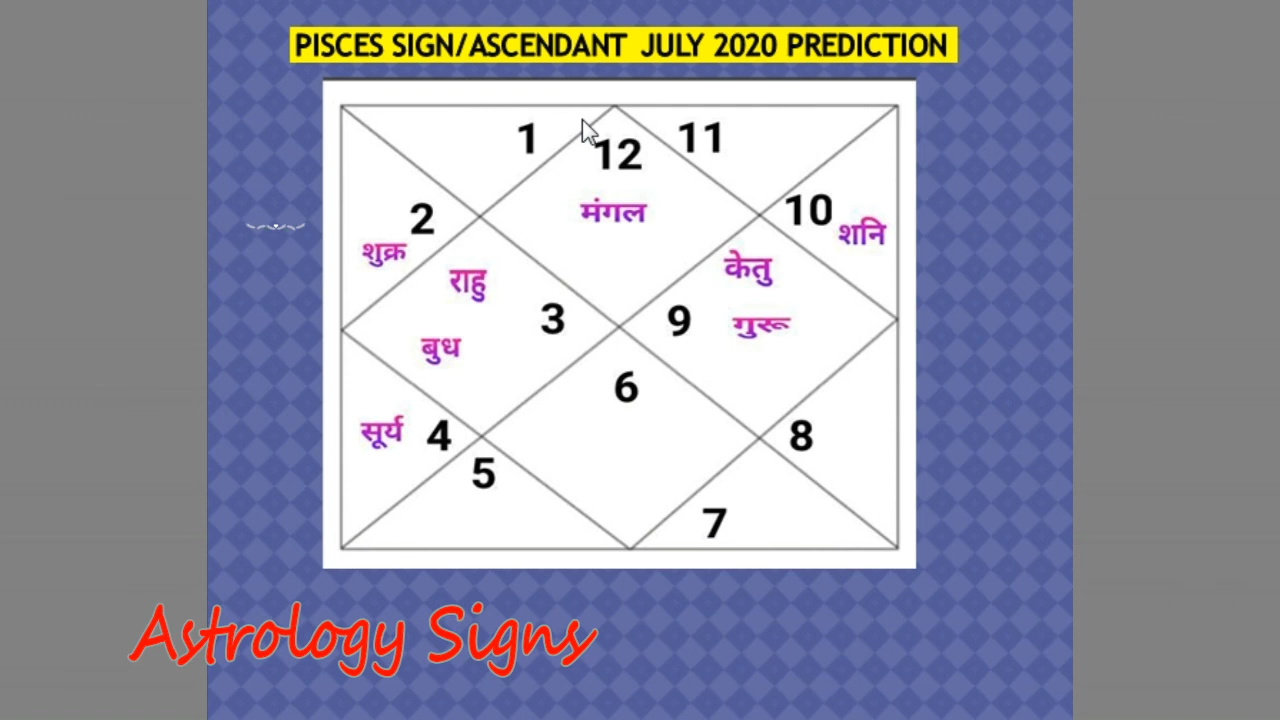 PISCES SIGN/ASCENDANT JULY 2020 PREDICTION
1
12
11
मंगल
2
10
शुक्र
शनि
राहु
केतु
3
9
गुरू
बुध
6
सूर्य
4
8
5
7
Astrology Signs